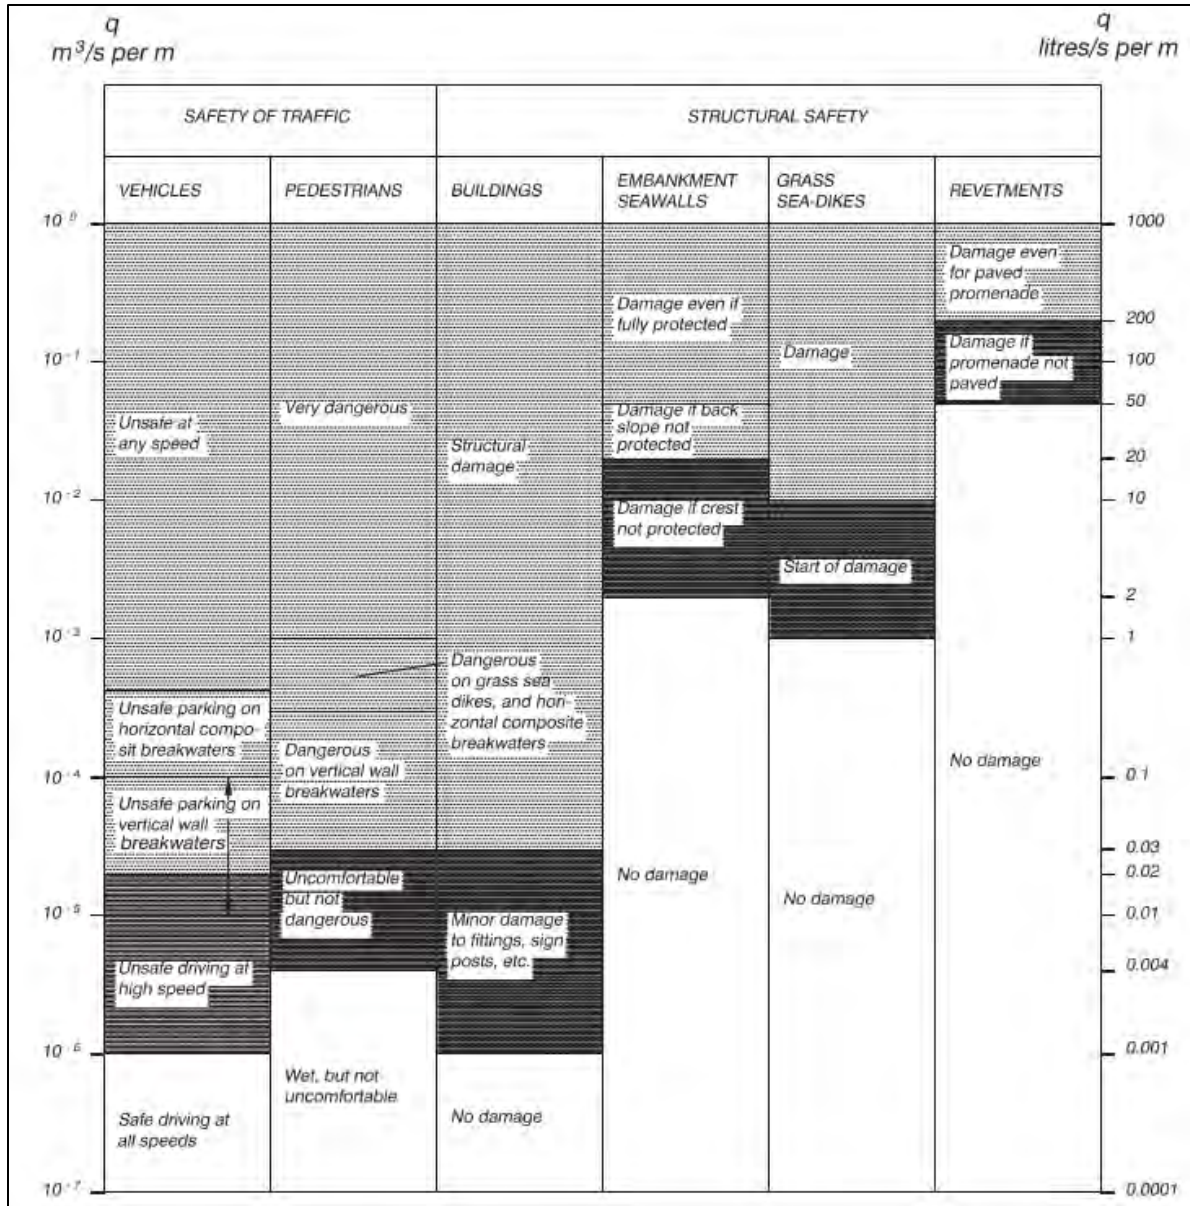 q
m³/s per m
q
litres/s per m
SAFETY OF TRAFFIC
STRUCTURAL SAFETY
VEHICLES
PEDESTRIANS
BUILDINGS
EMBANKMENT
SEAWALLS
GRASS
SEA-DIKES
REVETMENTS
10⁰
10⁻¹
10⁻²
10⁻³
10⁻⁴
10⁻⁵
10⁻⁶
10⁻⁷
Unsafe at
any speed
Unsafe parking on
horizontal compo-
sit breakwaters
Unsafe parking on
vertical wall
breakwaters
Unsafe driving at
high speed
Safe driving at
all speeds
Very dangerous
Dangerous
on vertical wall
breakwaters
Uncomfortable
but not
dangerous
Wet, but not
uncomfortable
Structural
damage
Dangerous
on grass sea
dikes, and hori-
zontal composite
breakwaters
Minor damage
to fittings, sign
posts, etc.
No damage
Damage even if
fully protected
Damage if back
slope not
protected
Damage if crest
not protected
No damage
Damage
Start of damage
No damage
Damage even
for paved
promenade
Damage if
promenade not
paved
No damage
1000
200
100
50
20
10
2
1
0.1
0.03
0.02
0.01
0.004
0.001
0.0001